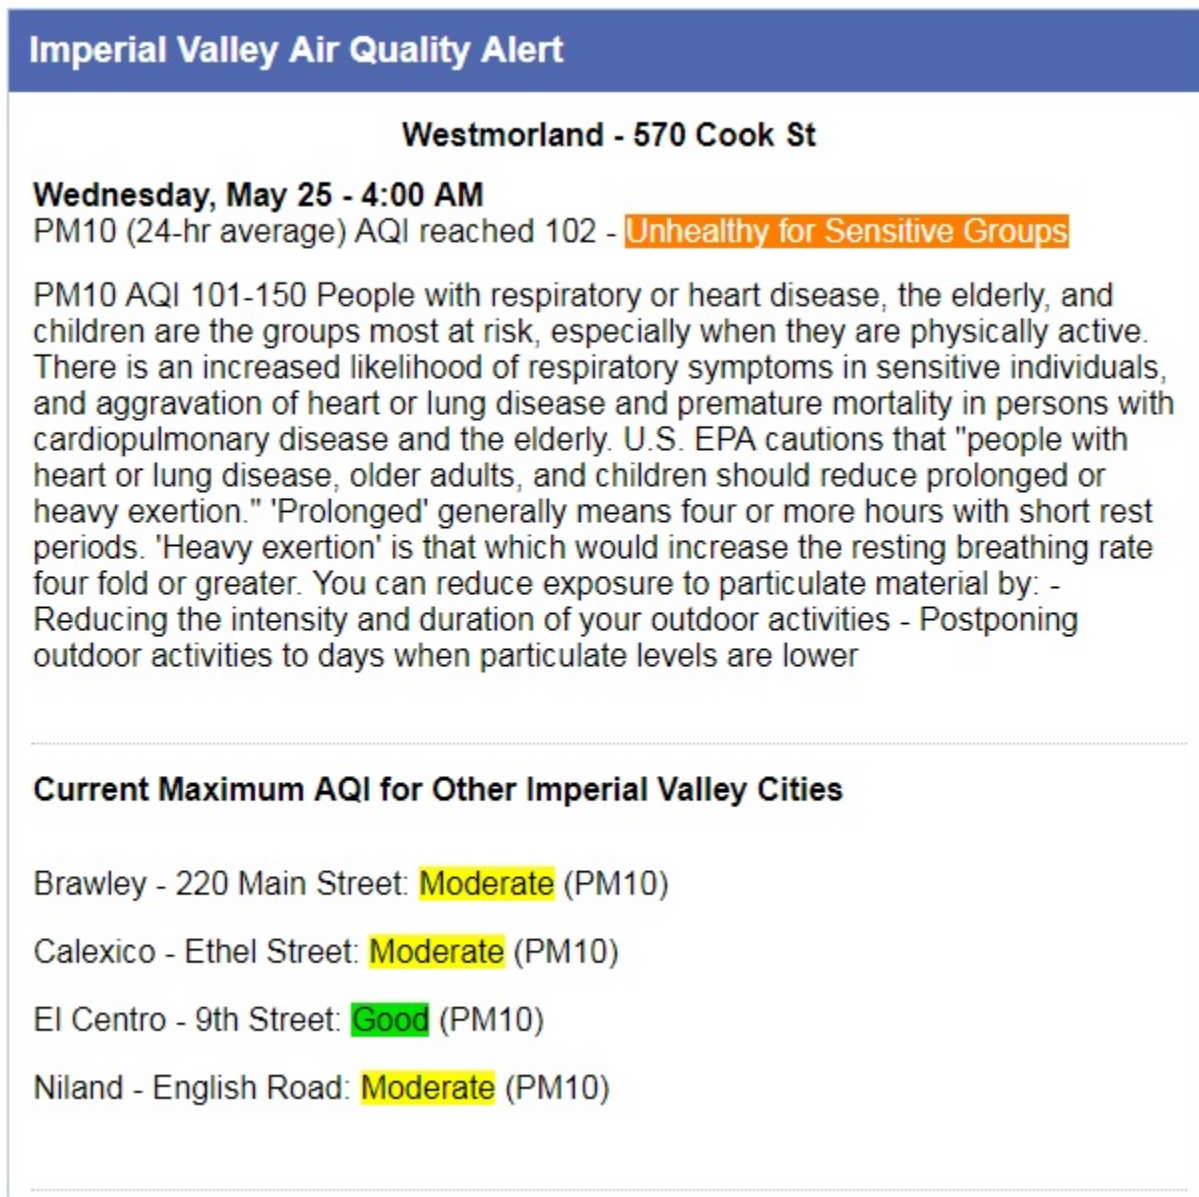 Imperial Valley Air Quality Alert
Westmorland - 570 Cook St
Wednesday, May 25 - 4:00 AM
PM10 (24-hr average) AQI reached 102 - Unhealthy for Sensitive Groups
PM10 AQI 101-150 People with respiratory or heart disease, the elderly, and
children are the groups most at risk, especially when they are physically active.
There is an increased likelihood of respiratory symptoms in sensitive individuals,
and aggravation of heart or lung disease and premature mortality in persons with
cardiopulmonary disease and the elderly. U.S. EPA cautions that "people with
heart or lung disease, older adults, and children should reduce prolonged or
heavy exertion." 'Prolonged' generally means four or more hours with short rest
periods. 'Heavy exertion' is that which would increase the resting breathing rate
four fold or greater. You can reduce exposure to particulate material by: -
Reducing the intensity and duration of your outdoor activities - Postponing
outdoor activities to days when particulate levels are lower
Current Maximum AQI for Other Imperial Valley Cities
Brawley - 220 Main Street: Moderate (PM10)
Calexico - Ethel Street: Moderate (PM10)
El Centro - 9th Street: Good (PM10)
Niland - English Road: Moderate (PM10)